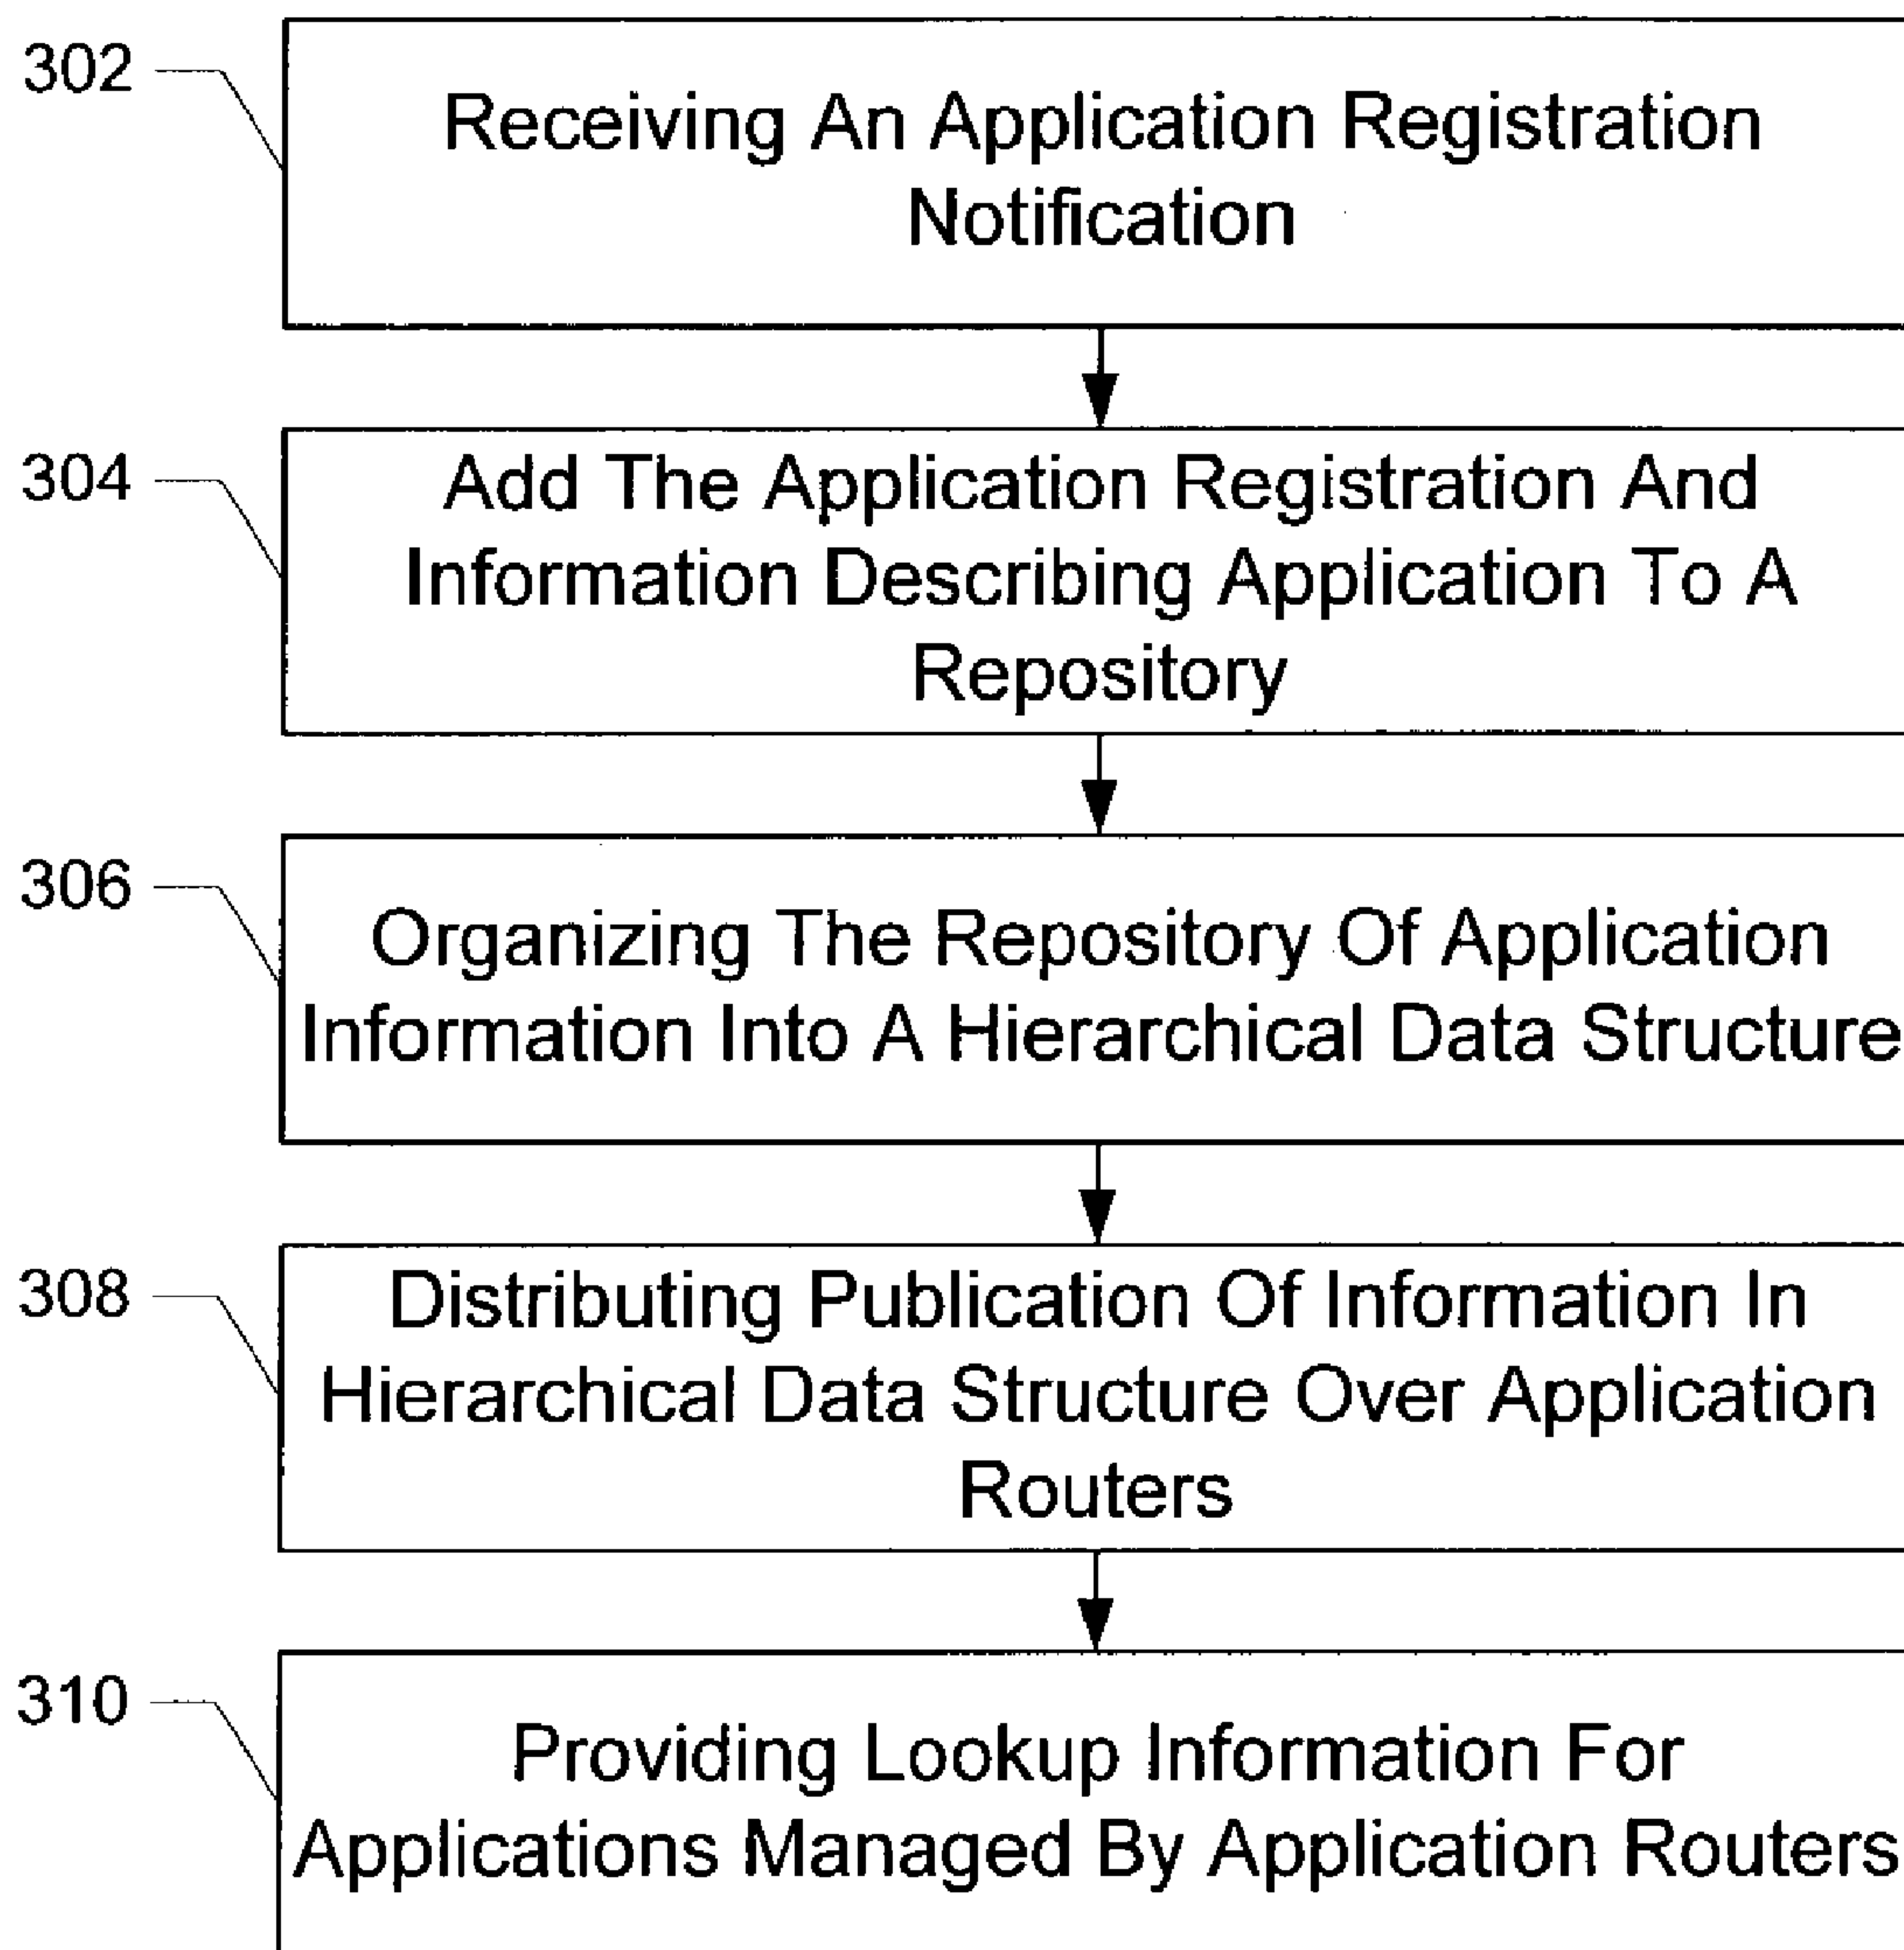 302
Receiving An Application Registration
Notification
304
Add The Application Registration And
Information Describing Application To A
Repository
306
Organizing The Repository Of Application
Information Into A Hierarchical Data Structure
308
Distributing Publication Of Information In
Hierarchical Data Structure Over Application
Routers
310
Providing Lookup Information For
Applications Managed By Application Routers